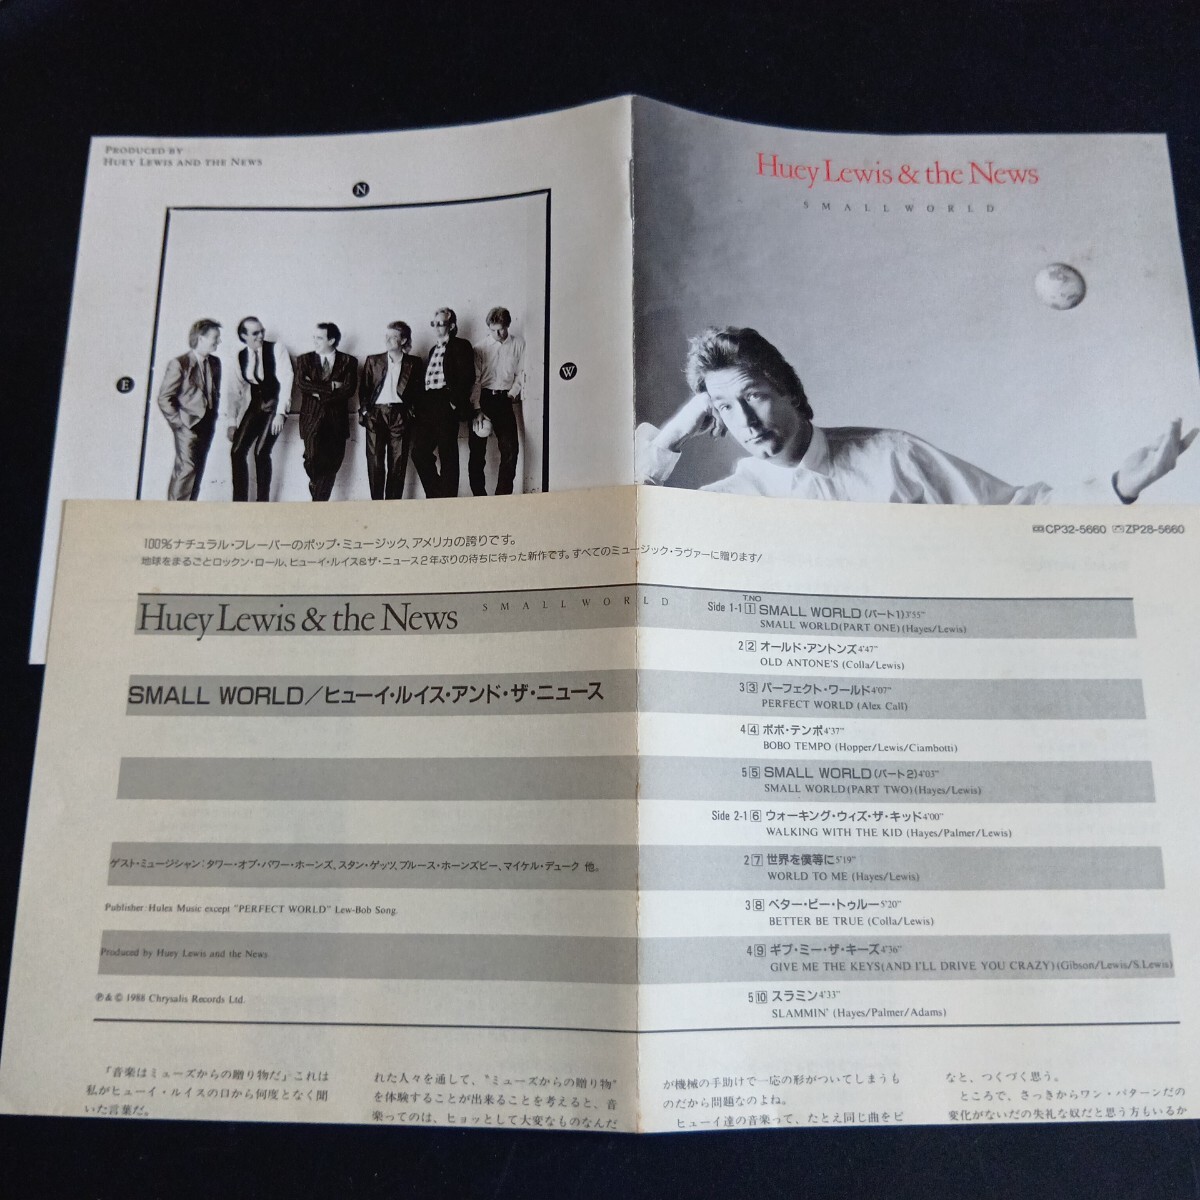 PRODUCED BY
HUEY LEWIS AND THE NEWS
N
E
W
Huey Lewis & the News
SMALL WORLD
CP32-5660 ZP28-5660
100%ナチュラル・フレーバーのポップ・ミュージック、アメリカの誇りです。
地球をまるごとロックン・ロール、ヒューイ・ルイス&ザ・ニュース2年ぶりの待ちに待った新作です。すべてのミュージック・ラヴァーに贈ります!
Huey Lewis & the News SMALL WORLD
SMALL WORLD/ヒューイ・ルイス・アンド・ザ・ニュース
ゲスト・ミュージシャン:タワー・オブ・パワー・ホーンズ、スタン・ゲッツ、ブルース・ホーンズビー、マイケル・デューク 他。
Publisher: Hulex Music except "PERFECT WORLD" Lew-Bob Song.
Produced by Huey Lewis and the News
Ⓟ&© 1988 Chrysalis Records Ltd.
T.NO
Side 1-1 1 SMALL WORLD(パート1)3'55"
SMALL WORLD(PART ONE)(Hayes/Lewis)
2 2 オールド・アントンズ4'47"
OLD ANTONE'S (Colla/Lewis)
3 3 パーフェクト・ワールド4'07"
PERFECT WORLD (Alex Call)
4 4 ボボ・テンポ4'37"
BOBO TEMPO (Hopper/Lewis/Ciambotti)
5 5 SMALL WORLD(パート2)4'03"
SMALL WORLD(PART TWO)(Hayes/Lewis)
Side 2-1 6 ウォーキング・ウィズ・ザ・キッド4'00"
WALKING WITH THE KID (Hayes/Palmer/Lewis)
2 7 世界を僕等に5'19"
WORLD TO ME (Hayes/Lewis)
3 8 ベター・ビー・トゥルー5'20"
BETTER BE TRUE (Colla/Lewis)
4 9 ギブ・ミー・ザ・キーズ4'36"
GIVE ME THE KEYS(AND I'LL DRIVE YOU CRAZY)(Gibson/Lewis/S.Lewis)
5 10 スラミン4'33"
SLAMMIN' (Hayes/Palmer/Adams)
「音楽はミューズからの贈り物だ」これは
私がヒューイ・ルイスの口から何度となく聞
いた言葉だ。
れた人々を通して、"ミューズからの贈り物"
を体験することが出来ることを考えると、音
楽ってのは、ヒョッとして大変なものなんだ
が機械の手助けで一応の形がついてしまうも
のだから問題なのよね。
ヒューイ達の音楽って、たとえ同じ曲をピ
なと、つくづく思う。
ところで、さっきからワン・パターンだの
変化がないだの失礼な奴だと思う方もいるか